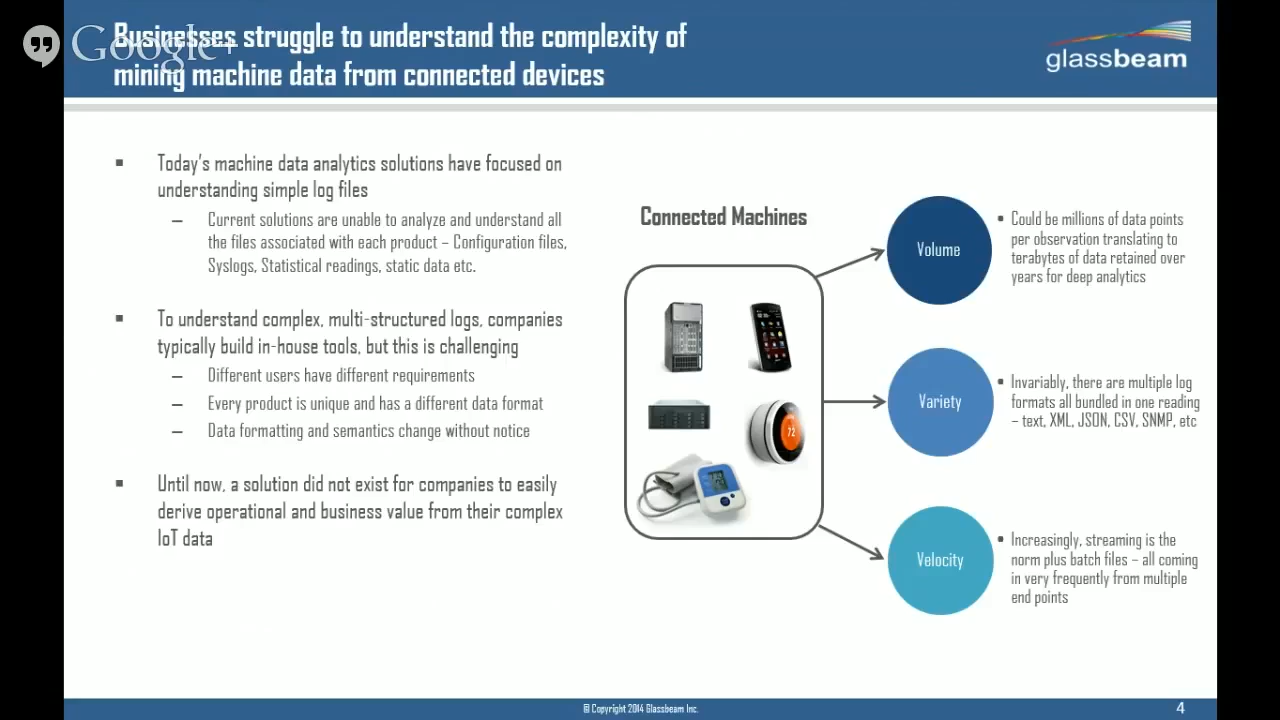 Businesses struggle to understand the complexity of
mining machine data from connected devices
Google+
glassbeam
▪ Today's machine data analytics solutions have focused on
understanding simple log files
– Current solutions are unable to analyze and understand all
the files associated with each product – Configuration files,
Syslogs, Statistical readings, static data etc.
▪ To understand complex, multi-structured logs, companies
typically build in-house tools, but this is challenging
– Different users have different requirements
– Every product is unique and has a different data format
– Data formatting and semantics change without notice
▪ Until now, a solution did not exist for companies to easily
derive operational and business value from their complex
IoT data
Connected Machines
72
Volume
• Could be millions of data points
per observation translating to
terabytes of data retained over
years for deep analytics
Variety
• Invariably, there are multiple log
formats all bundled in one reading
– text, XML, JSON, CSV, SNMP, etc
Velocity
• Increasingly, streaming is the
norm plus batch files – all coming
in very frequently from multiple
end points
© Copyright 2014 Glassbeam Inc.
4